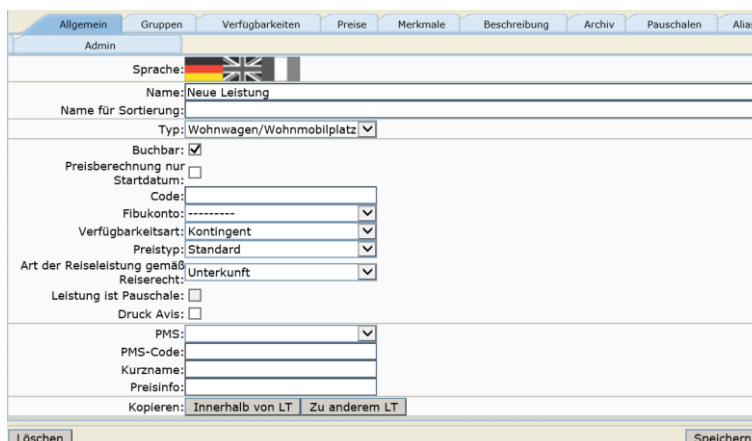 Allgemein Gruppen Verfügbarkeiten Preise Merkmale Beschreibung Archiv Pauschalen Alias
Admin
Sprache:
Name: Neue Leistung
Name für Sortierung:
Typ: Wohnwagen/Wohnmobilplatz
Buchbar:
Preisberechnung nur
Startdatum:
Code:
Fibukonto: ---------
Verfügbarkeitsart: Kontingent
Preistyp: Standard
Art der Reiseleistung gemäß
Reiserecht: Unterkunft
Leistung ist Pauschale:
Druck Avis:
PMS:
PMS-Code:
Kurzname:
Preisinfo:
Kopieren: Innerhalb von LT Zu anderem LT
Löschen Speichern